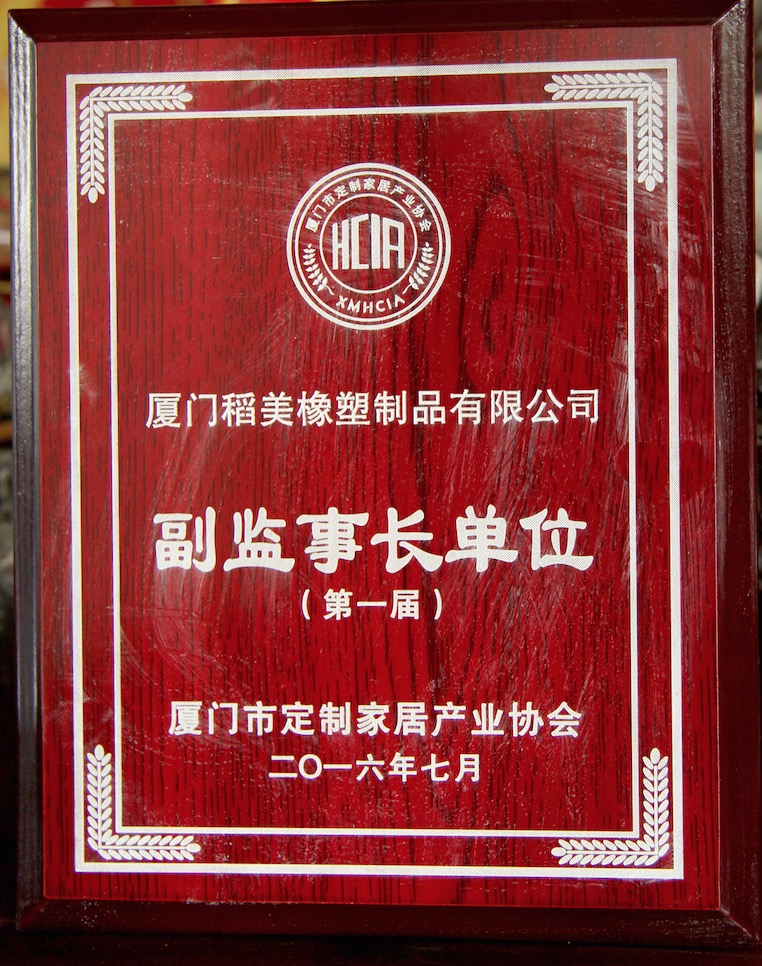 厦门市定制家居产业协会
HCIA
XMHCIA
厦门稻美橡塑制品有限公司
副监事长单位
(第一届)
厦门市定制家居产业协会
二〇一六年七月